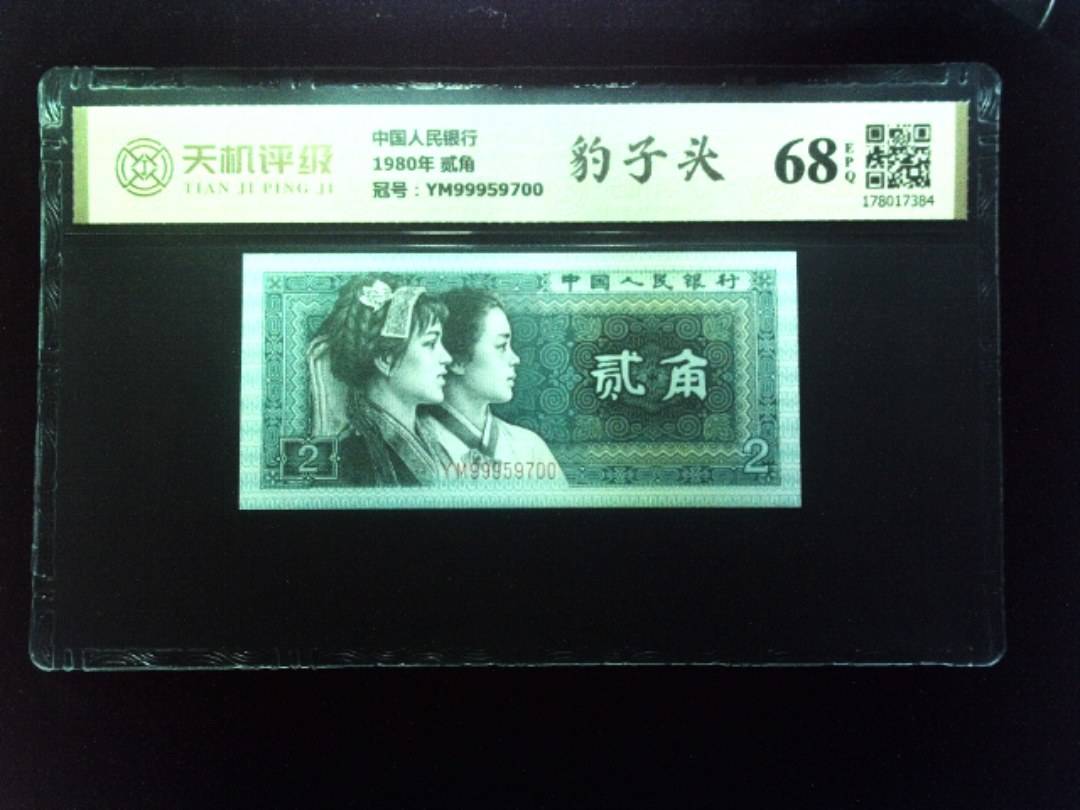 天机评级
TIAN JI PING JI
中国人民银行
1980年 贰角
冠号：YM99959700
豹子头
68
EPQ
178017384
中国人民银行
贰角
2
YM99959700
2